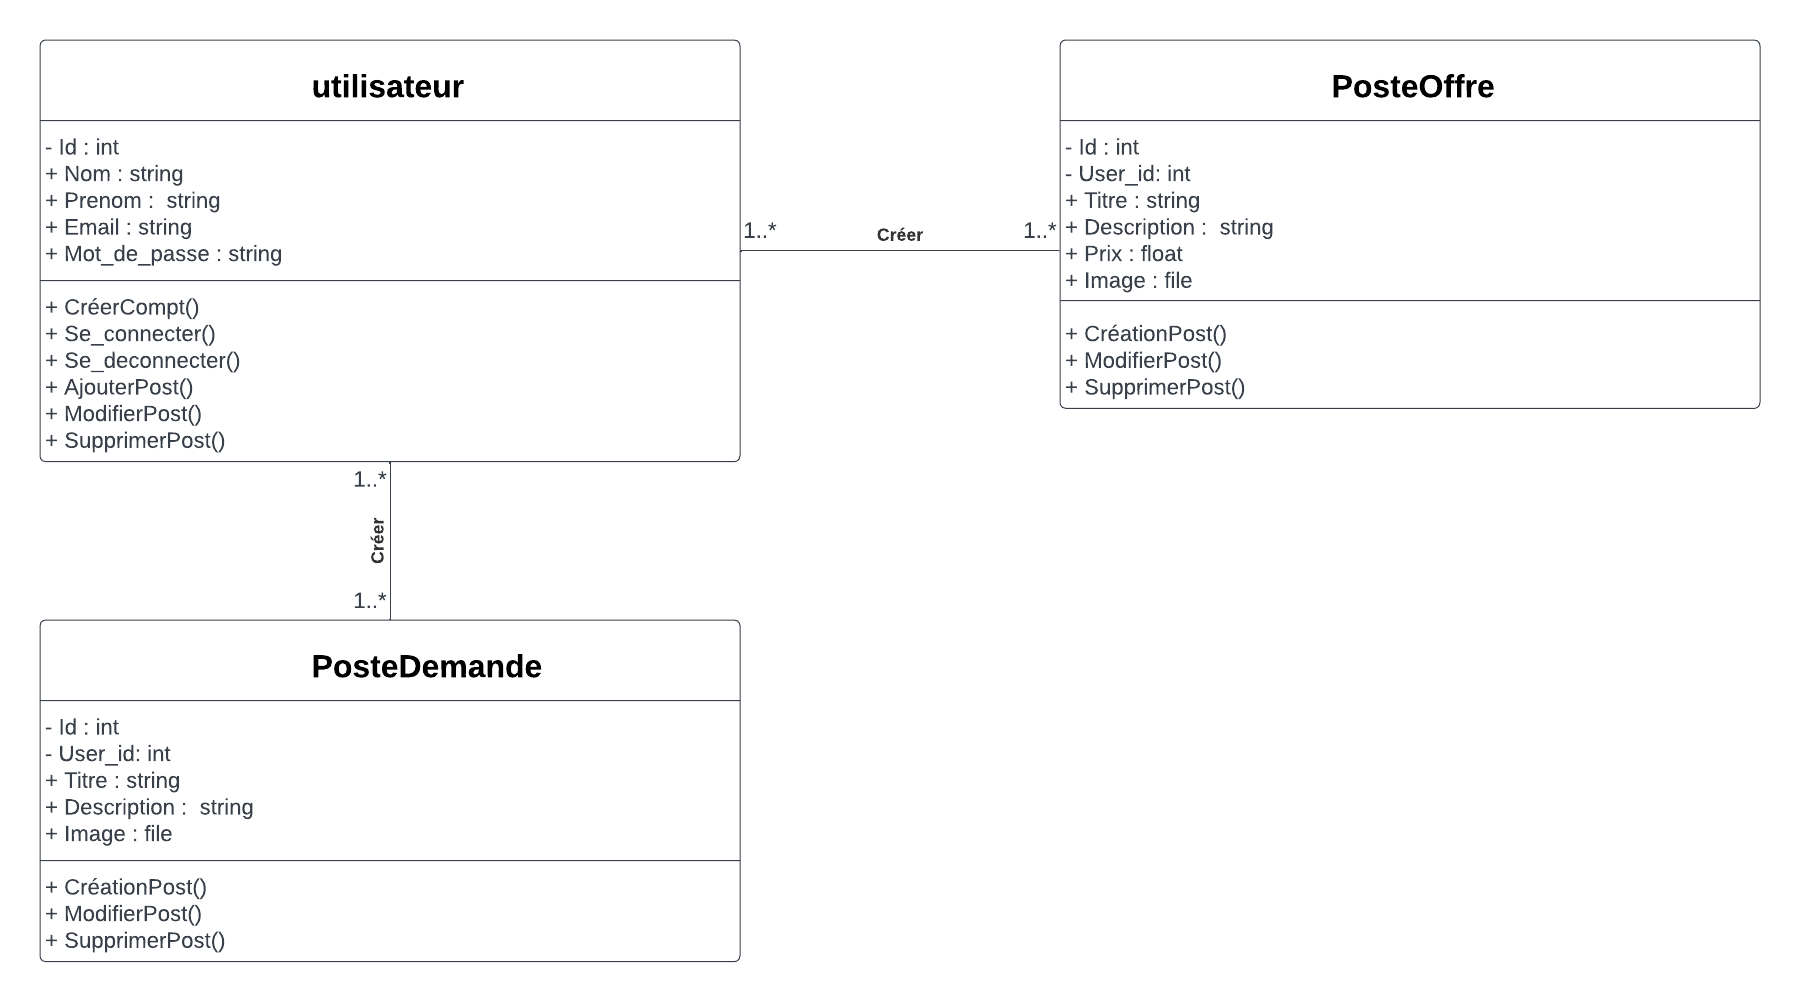 utilisateur
- Id : int
+ Nom : string
+ Prenom :  string
+ Email : string
+ Mot_de_passe : string
+ CréerCompt()
+ Se_connecter()
+ Se_deconnecter()
+ AjouterPost()
+ ModifierPost()
+ SupprimerPost()
1..*
Créer
1..*
PosteOffre
- Id : int
- User_id: int
+ Titre : string
+ Description :  string
+ Prix : float
+ Image : file
+ CréationPost()
+ ModifierPost()
+ SupprimerPost()
1..*
Créer
1..*
PosteDemande
- Id : int
- User_id: int
+ Titre : string
+ Description :  string
+ Image : file
+ CréationPost()
+ ModifierPost()
+ SupprimerPost()